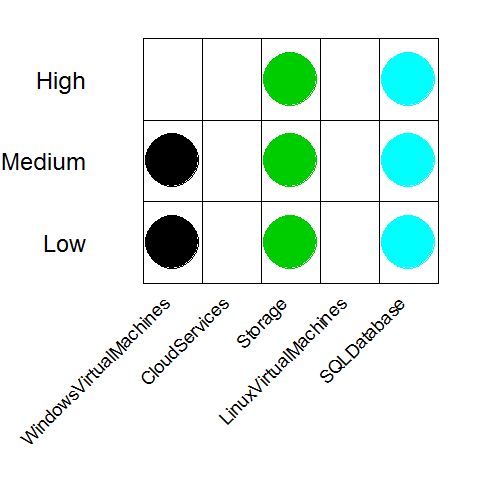 High
Medium
Low
WindowsVirtualMachines
CloudServices
Storage
LinuxVirtualMachines
SQLDatabase